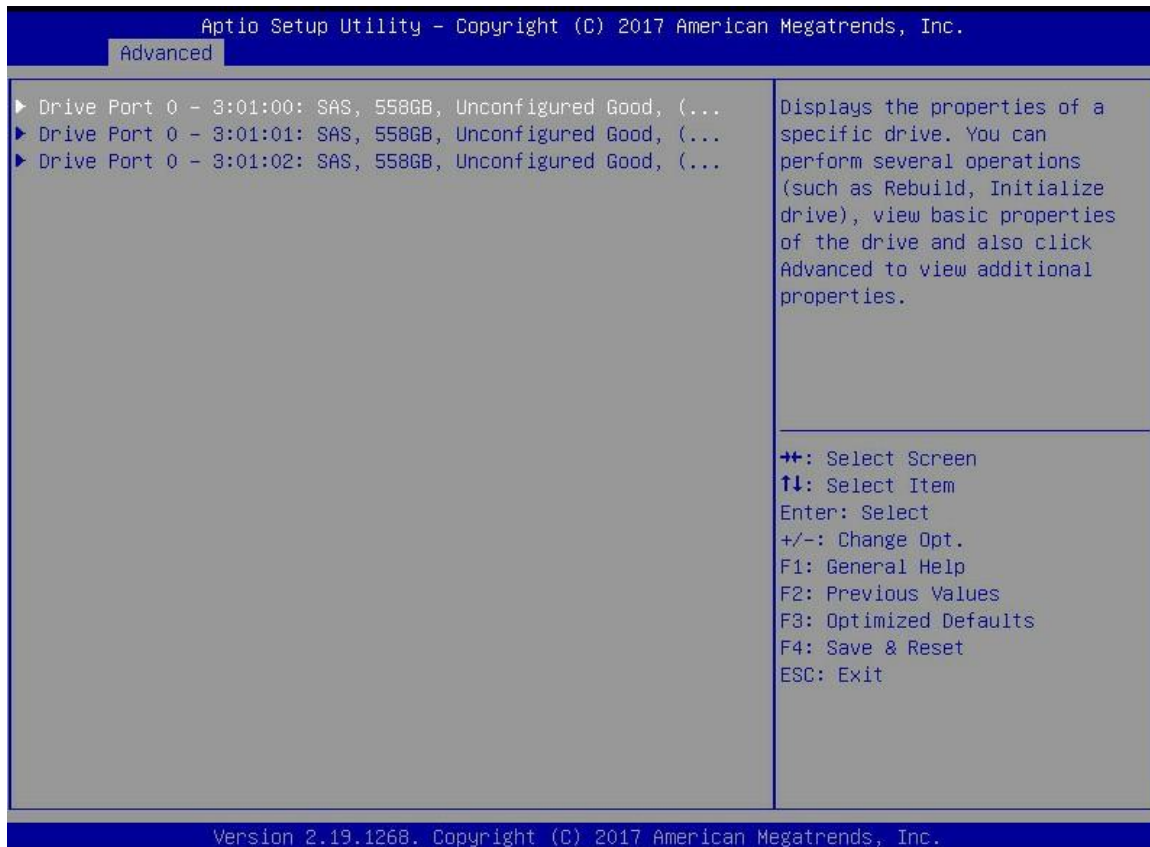 Aptio Setup Utility – Copyright (C) 2017 American Megatrends, Inc.
Advanced
▶ Drive Port 0 – 3:01:00: SAS, 558GB, Unconfigured Good, (...
▶ Drive Port 0 – 3:01:01: SAS, 558GB, Unconfigured Good, (...
▶ Drive Port 0 – 3:01:02: SAS, 558GB, Unconfigured Good, (...
Displays the properties of a
specific drive. You can
perform several operations
(such as Rebuild, Initialize
drive), view basic properties
of the drive and also click
Advanced to view additional
properties.
→←: Select Screen
↑↓: Select Item
Enter: Select
+/-: Change Opt.
F1: General Help
F2: Previous Values
F3: Optimized Defaults
F4: Save & Reset
ESC: Exit
Version 2.19.1268. Copyright (C) 2017 American Megatrends, Inc.